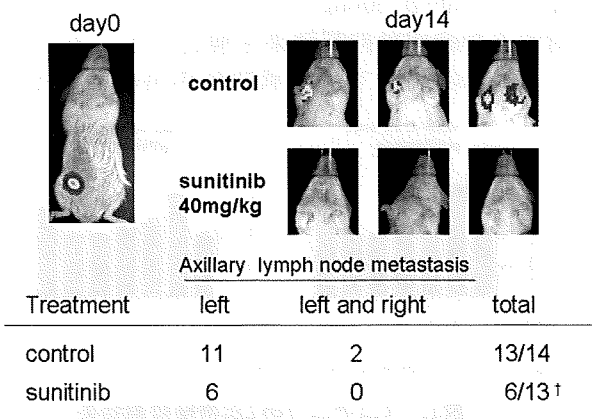 day0
day14
control
sunitinib
40mg/kg
Axillary lymph node metastasis
Treatment left left and right total
control 11 2 13/14
sunitinib 6 0 6/13†